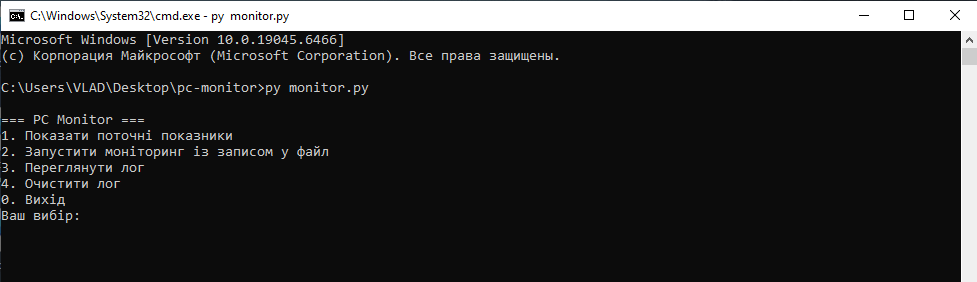 C:\Windows\System32\cmd.exe - py monitor.py
Microsoft Windows [Version 10.0.19045.6466]
(c) Корпорация Майкрософт (Microsoft Corporation). Все права защищены.
C:\Users\VLAD\Desktop\pc-monitor>py monitor.py
=== PC Monitor ===
1. Показати поточні показники
2. Запустити моніторинг із записом у файл
3. Переглянути лог
4. Очистити лог
0. Вихід
Ваш вибір: